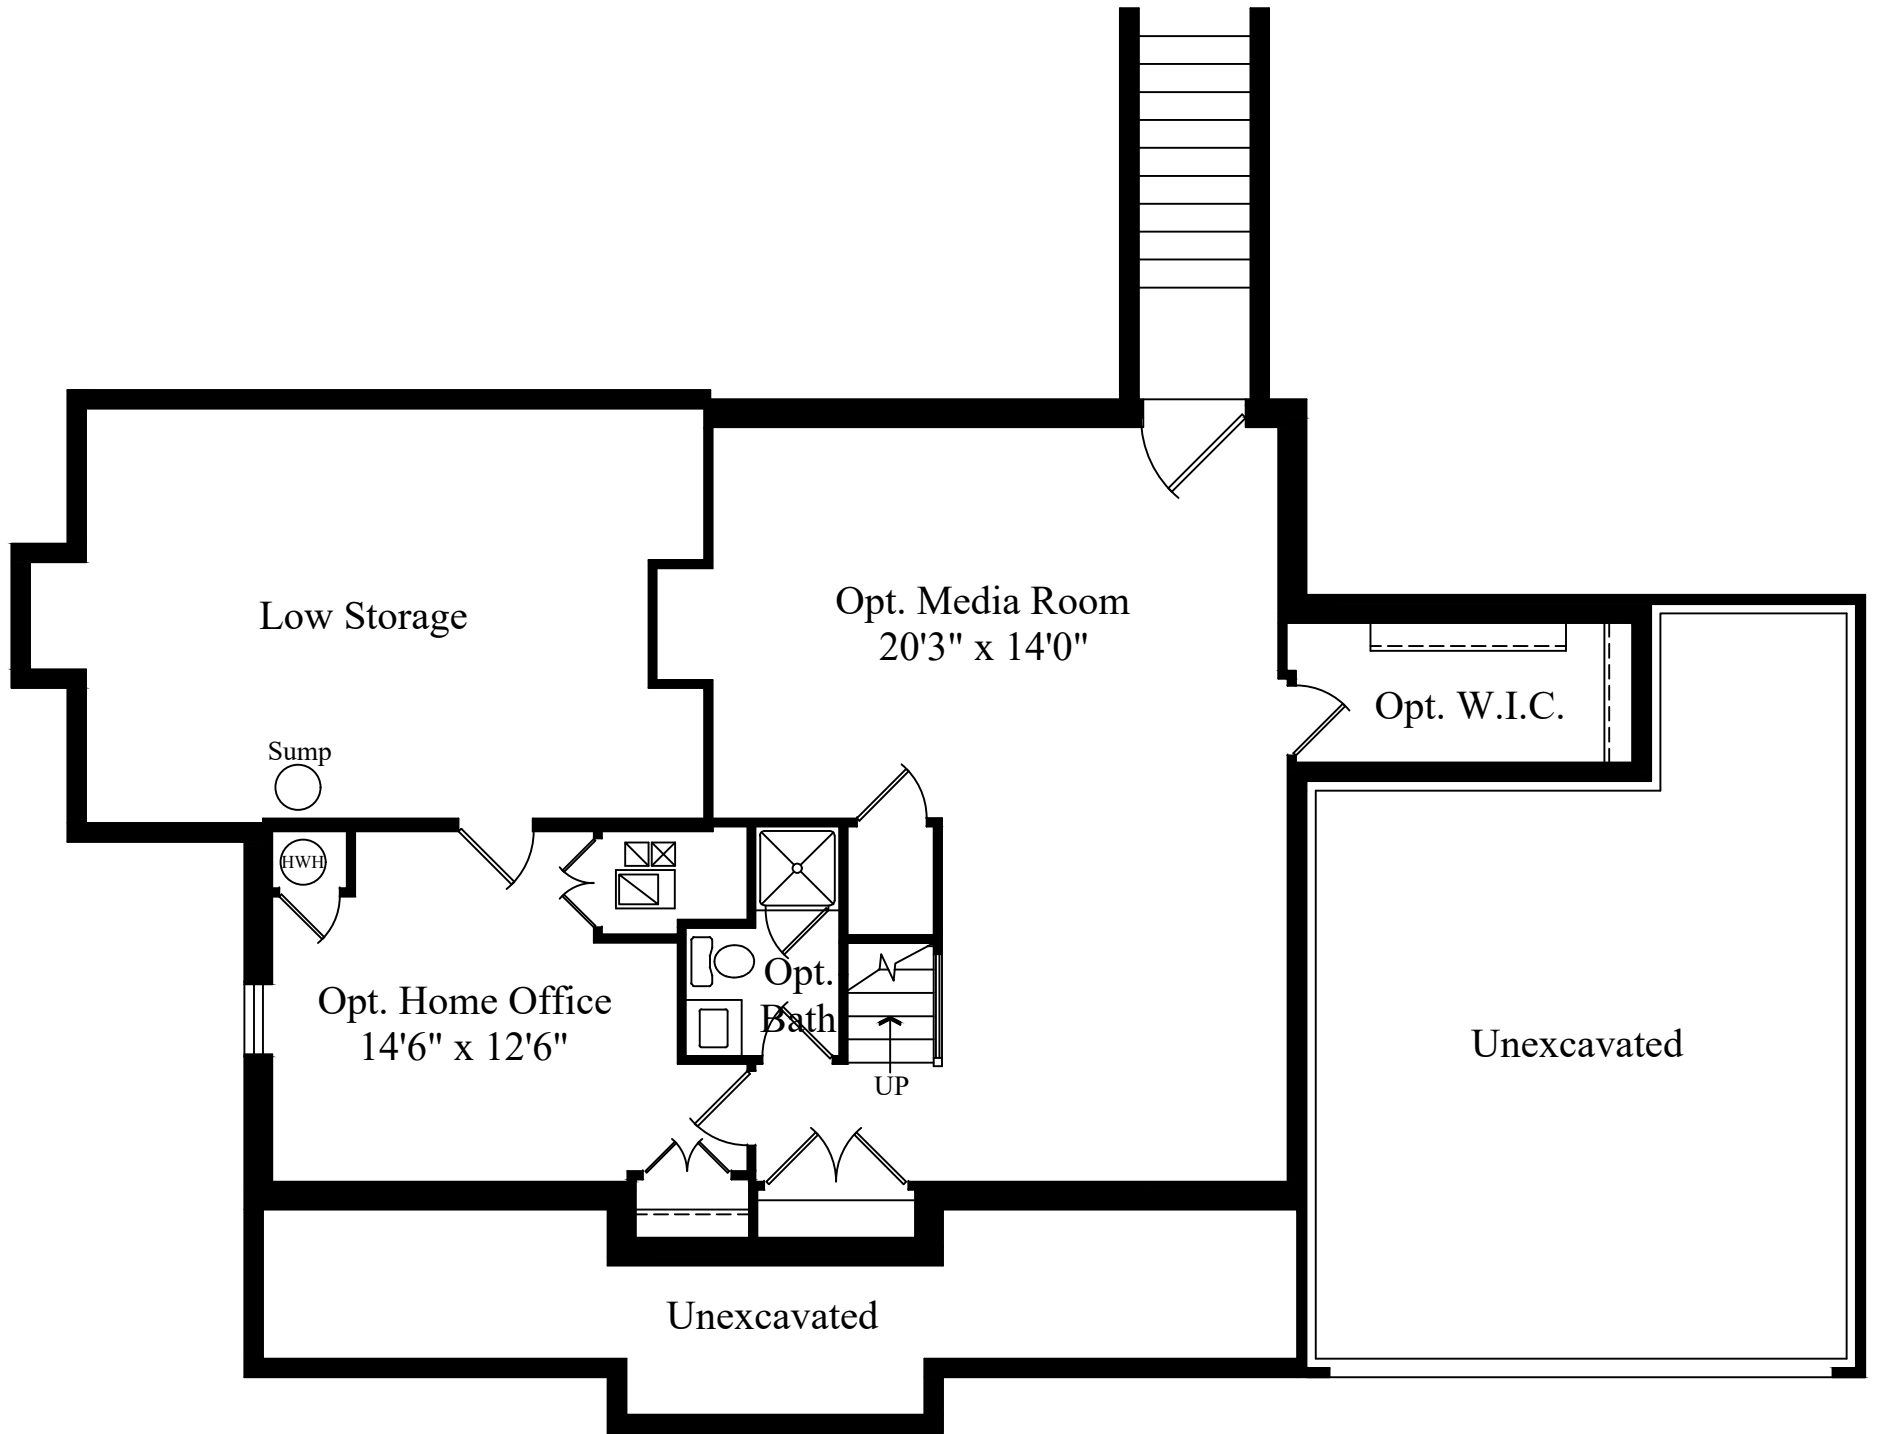 Low Storage
Opt. Media Room
20'3" x 14'0"
Opt. W.I.C.
Sump
HWH
Opt. Home Office
14'6" x 12'6"
Opt.
Bath
UP
Unexcavated
Unexcavated